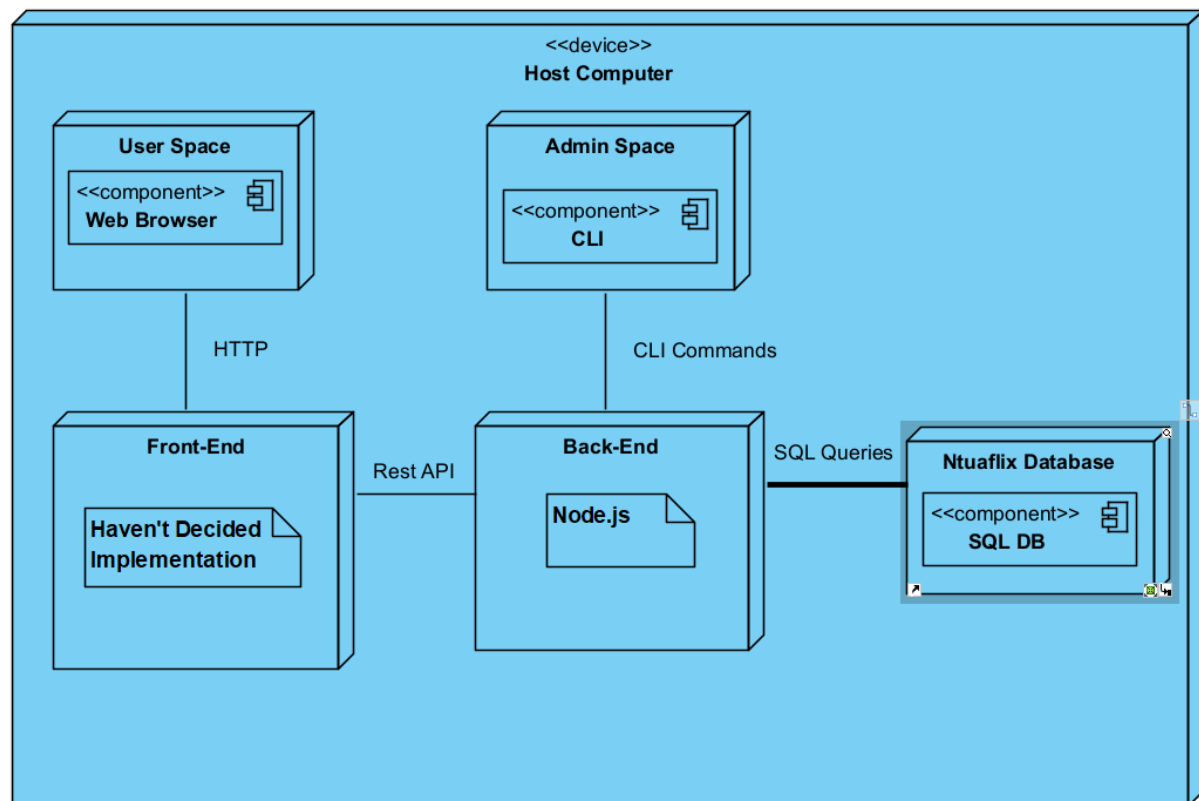 <<device>>
Host Computer
User Space
<<component>>
Web Browser
Admin Space
<<component>>
CLI
HTTP
CLI Commands
Front-End
Haven't Decided
Implementation
Rest API
Back-End
Node.js
SQL Queries
Ntuaflix Database
<<component>>
SQL DB